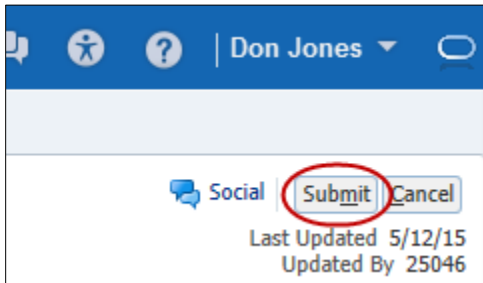 Don Jones
Social Submit Cancel
Last Updated 5/12/15
Updated By 25046